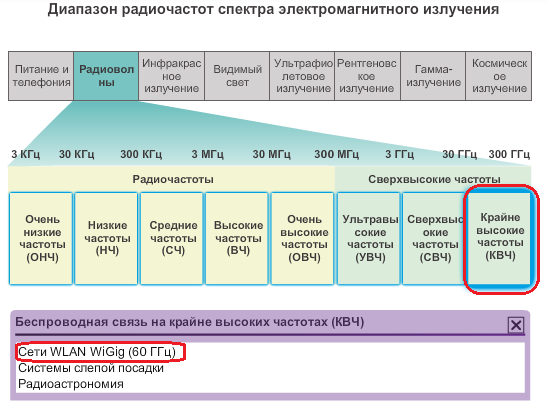 Диапазон радиочастот спектра электромагнитного излучения
Питание и
телефония
Радиовол
ны
Инфракрас
ное
излучение
Видимый
свет
Ультрафио
летовое
излучение
Рентгеновс
кое
излучение
Гамма-
излучение
Космическ
ое
излучение
3 КГц 30 КГц 300 КГц 3 МГц 30 МГц 300 МГц 3 ГГц 30 ГГц 300 ГГц
Радиочастоты Сверхвысокие частоты
Очень
низкие
частоты
(ОНЧ)
Низкие
частоты
(НЧ)
Средние
частоты
(СЧ)
Высокие
частоты
(ВЧ)
Очень
высокие
частоты
(ОВЧ)
Ультравы
сокие
частоты
(УВЧ)
Сверхвыс
окие
частоты
(СВЧ)
Крайне
высокие
частоты
(КВЧ)
Беспроводная связь на крайне высоких частотах (КВЧ)
Сети WLAN WiGig (60 ГГц)
Системы слепой посадки
Радиоастрономия